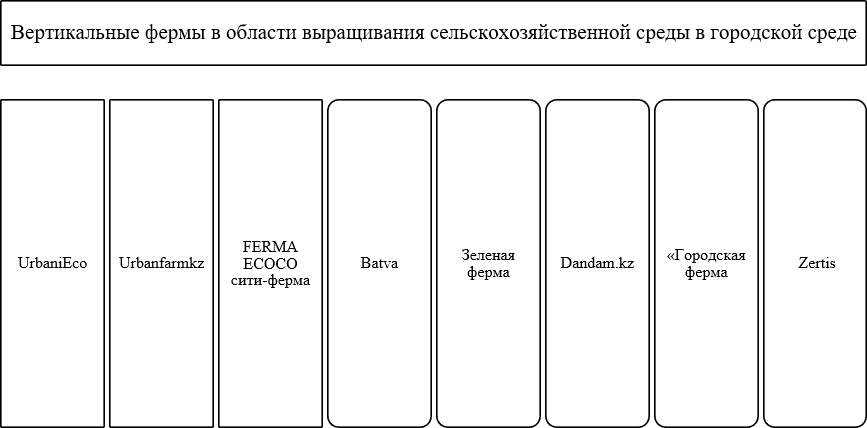 Вертикальные фермы в области выращивания сельскохозяйственной среды в городской среде
UrbaniEco
Urbanfarmkz
FERMA
ECOCO
сити-ферма
Batva
Зеленая
ферма
Dandam.kz
«Городская
ферма
Zertis